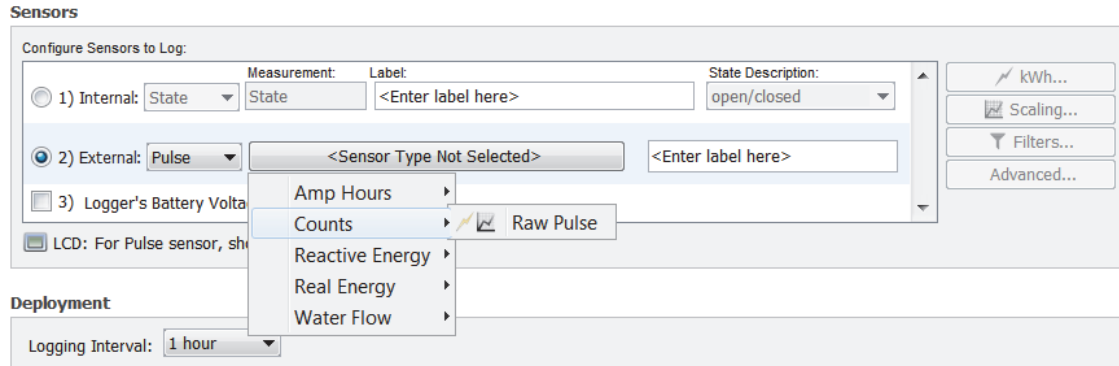 Sensors
Configure Sensors to Log:
Measurement: Label: State Description:
1) Internal: State State <Enter label here> open/closed
kWh...
Scaling...
2) External: Pulse <Sensor Type Not Selected> <Enter label here>
Filters...
Advanced...
Amp Hours
3) Logger's Battery Volta
Counts
Raw Pulse
LCD: For Pulse sensor, sh
Reactive Energy
Real Energy
Water Flow
Deployment
Logging Interval: 1 hour